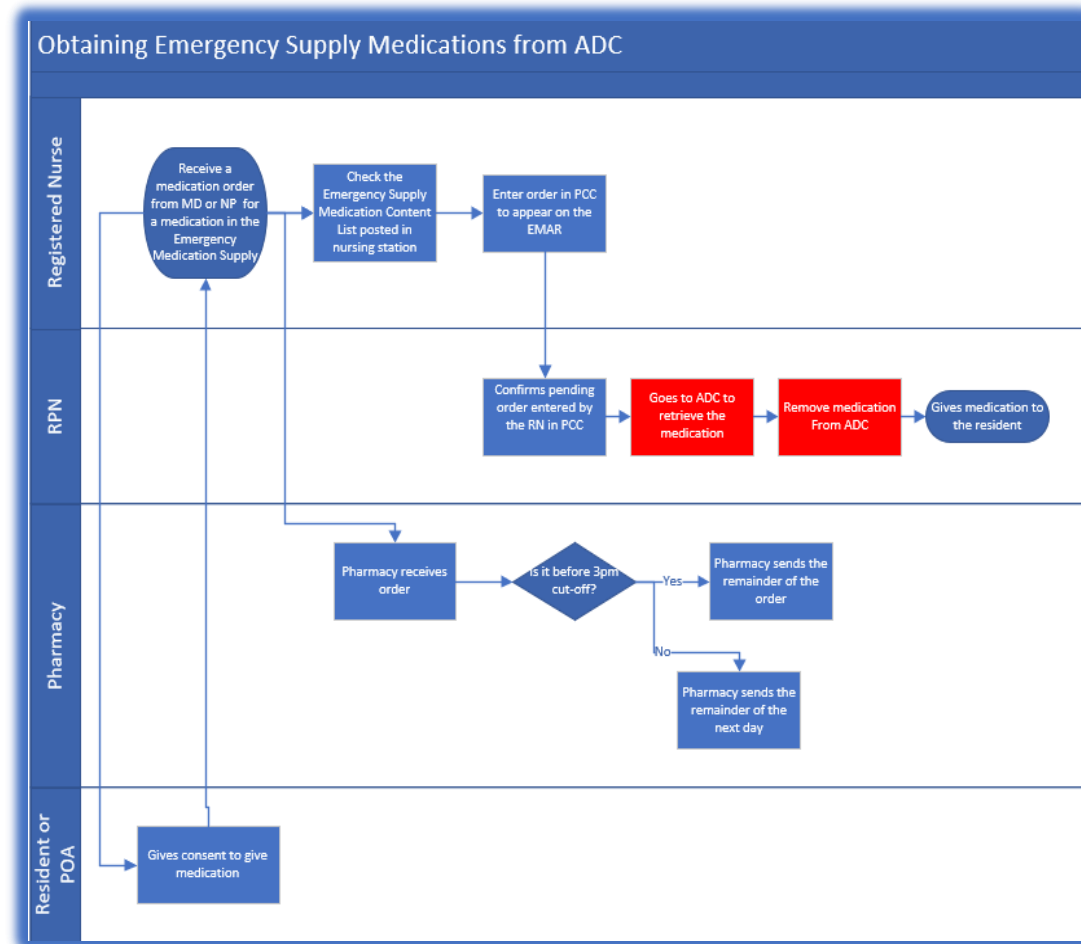 Obtaining Emergency Supply Medications from ADC
Registered Nurse
Receive a
medication order
from MD or NP for
a medication in the
Emergency
Medication Supply
Check the
Emergency Supply
Medication Content
List posted in
nursing station
Enter order in PCC
to appear on the
EMAR
RPN
Confirms pending
order entered by
the RN in PCC
Goes to ADC to
retrieve the
medication
Remove medication
From ADC
Gives medication to
the resident
Pharmacy
Pharmacy receives
order
Is it before 3pm
cut-off?
Yes
Pharmacy sends the
remainder of the
order
No
Pharmacy sends the
remainder of the
next day
Resident or
POA
Gives consent to give
medication